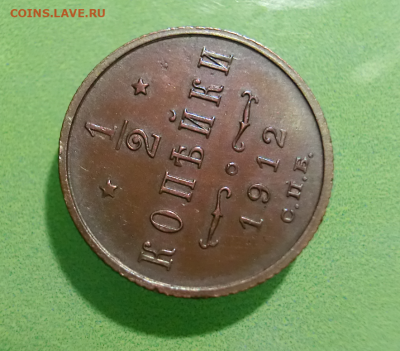 COINS.LAVE.RU
1/2
КОПѢЙКИ
1912
С.П.Б.